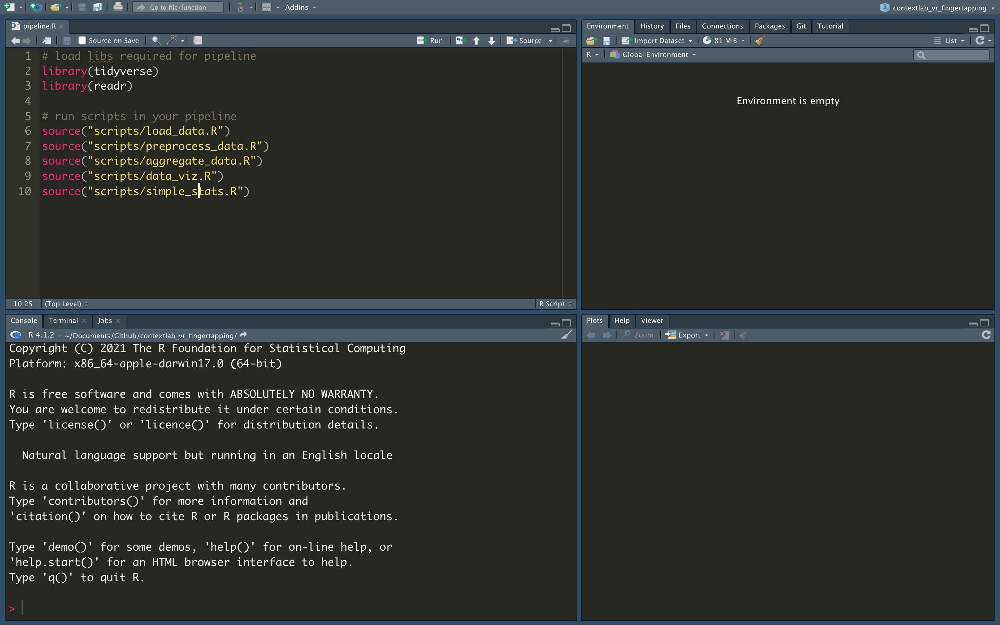 Go to file/function
Addins
contextlab_vr_fingertapping
pipeline.R
Source on Save
Run
Source
1 # load libs required for pipeline
2 library(tidyverse)
3 library(readr)
4
5 # run scripts in your pipeline
6 source("scripts/load_data.R")
7 source("scripts/preprocess_data.R")
8 source("scripts/aggregate_data.R")
9 source("scripts/data_viz.R")
10 source("scripts/simple_stats.R")
10:25 (Top Level) R Script
Environment History Files Connections Packages Git Tutorial
Import Dataset 81 MiB List
R Global Environment
Environment is empty
Console Terminal Jobs
R 4.1.2 · ~/Documents/Github/contextlab_vr_fingertapping/
Copyright (C) 2021 The R Foundation for Statistical Computing
Platform: x86_64-apple-darwin17.0 (64-bit)
R is free software and comes with ABSOLUTELY NO WARRANTY.
You are welcome to redistribute it under certain conditions.
Type 'license()' or 'licence()' for distribution details.
Natural language support but running in an English locale
R is a collaborative project with many contributors.
Type 'contributors()' for more information and
'citation()' on how to cite R or R packages in publications.
Type 'demo()' for some demos, 'help()' for on-line help, or
'help.start()' for an HTML browser interface to help.
Type 'q()' to quit R.
>
Plots Help Viewer
Zoom Export